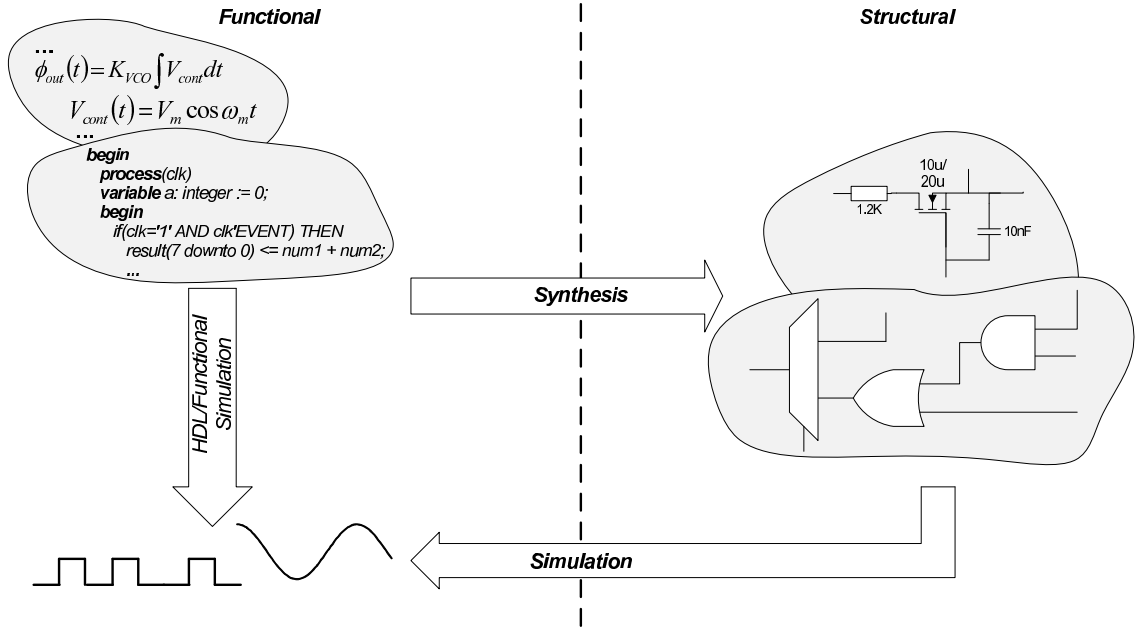 Functional
Structural
...
ϕout(t)=KVCO∫Vcontdt
Vcont(t)=Vm cos ωmt
...
begin
process(clk)
variable a: integer := 0;
begin
if(clk='1' AND clk'EVENT) THEN
result(7 downto 0) <= num1 + num2;
...
10u/
20u
1.2K
10nF
Synthesis
HDL/Functional
Simulation
Simulation